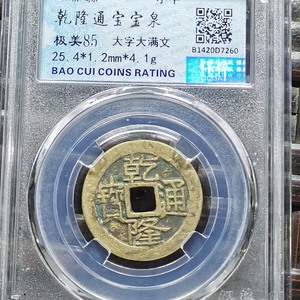 乾隆通宝宝泉
极美85 大字大满文
25.4*1.2mm*4.1g
BAO CUI COINS RATING
B1420D7260
乾隆通寳